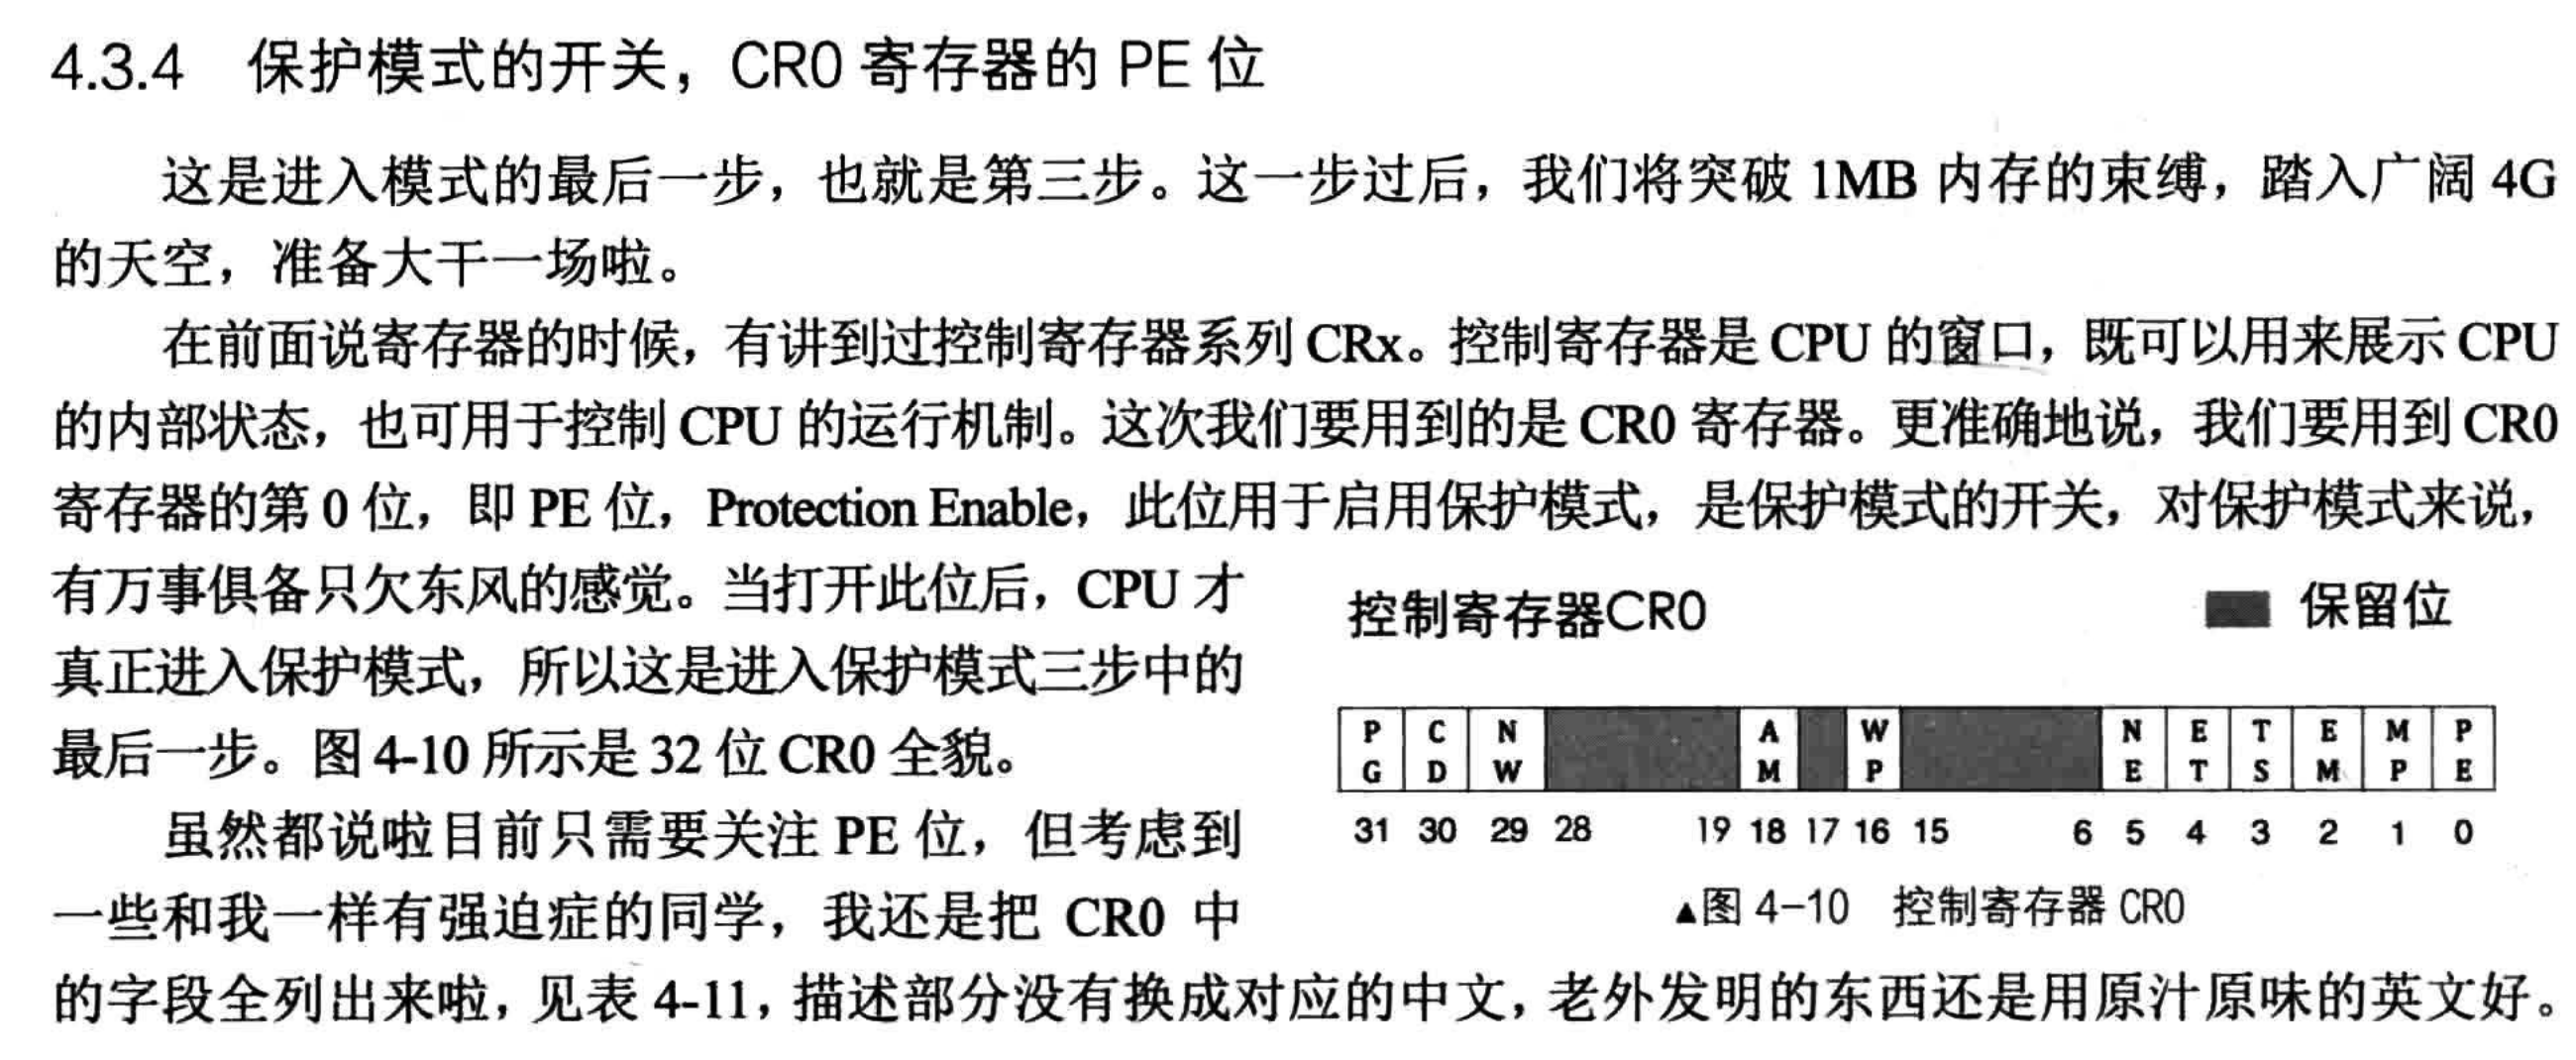 4.3.4 保护模式的开关，CR0 寄存器的 PE 位
这是进入模式的最后一步，也就是第三步。这一步过后，我们将突破 1MB 内存的束缚，踏入广阔 4G
的天空，准备大干一场啦。
在前面说寄存器的时候，有讲到过控制寄存器系列 CRx。控制寄存器是 CPU 的窗口，既可以用来展示 CPU
的内部状态，也可用于控制 CPU 的运行机制。这次我们要用到的是 CR0 寄存器。更准确地说，我们要用到 CR0
寄存器的第 0 位，即 PE 位，Protection Enable，此位用于启用保护模式，是保护模式的开关，对保护模式来说，
有万事俱备只欠东风的感觉。当打开此位后，CPU 才
真正进入保护模式，所以这是进入保护模式三步中的
最后一步。图 4-10 所示是 32 位 CR0 全貌。
虽然都说啦目前只需要关注 PE 位，但考虑到
一些和我一样有强迫症的同学，我还是把 CR0 中
控制寄存器CR0 保留位
PG CD NW AM WP NE ET TS EM MP PE
31 30 29 28 19 18 17 16 15 6 5 4 3 2 1 0
▲图 4-10 控制寄存器 CR0
的字段全列出来啦，见表 4-11，描述部分没有换成对应的中文，老外发明的东西还是用原汁原味的英文好。